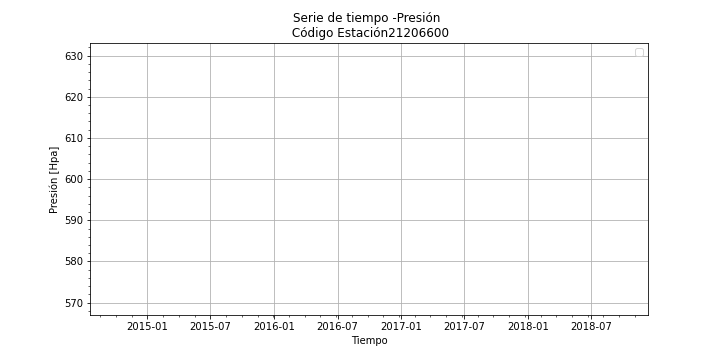 Serie de tiempo -Presión
Código Estación21206600
630
620
610
600
590
580
570
Presión [Hpa]
2015-01 2015-07 2016-01 2016-07 2017-01 2017-07 2018-01 2018-07
Tiempo